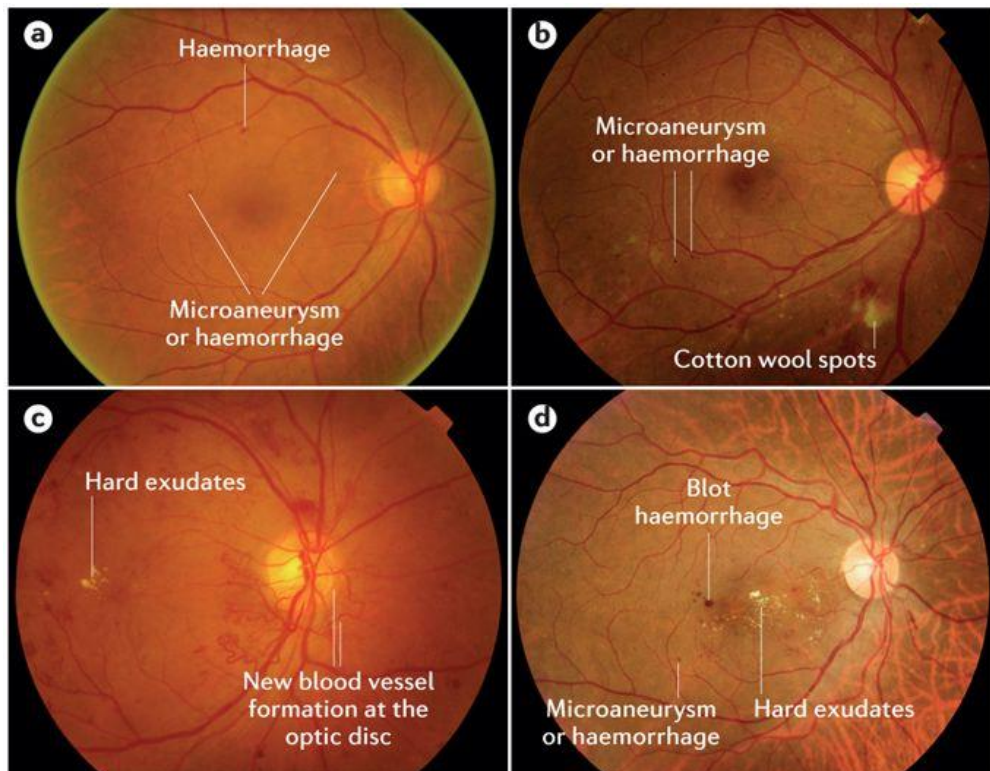 a
Haemorrhage
Microaneurysm
or haemorrhage
b
Microaneurysm
or haemorrhage
Cotton wool spots
c
Hard exudates
New blood vessel
formation at the
optic disc
d
Blot
haemorrhage
Microaneurysm
or haemorrhage
Hard exudates